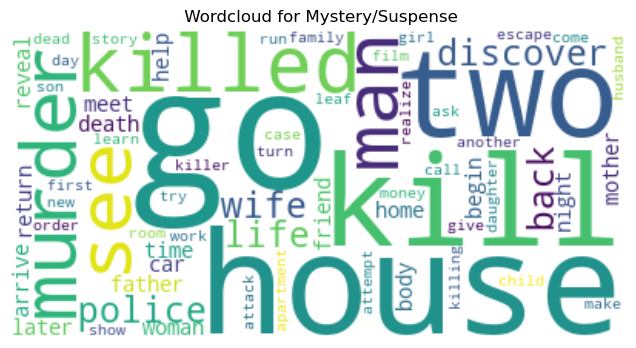 Wordcloud for Mystery/Suspense
dead
story
run
family
girl
escape
come
reveal
day
killed
help
man
film
discover
husband
son
murder
meet
death
see
go
leaf
realize
two
ask
another
learn
case
turn
killer
call
mother
first
new
try
wife
friend
kill
money
home
begin
daughter
back
night
return
order
room
work
life
give
arrive
time
car
father
house
police
attack
apartment
attempt
body
killing
child
later
show
woman
make